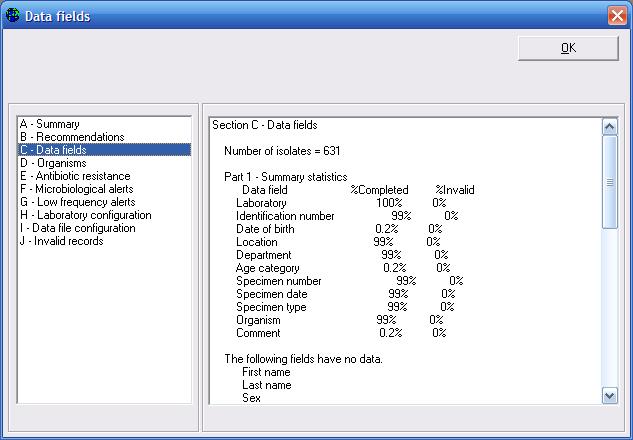 Data fields
OK
A - Summary
B - Recommendations
C - Data fields
D - Organisms
E - Antibiotic resistance
F - Microbiological alerts
G - Low frequency alerts
H - Laboratory configuration
I - Data file configuration
J - Invalid records
Section C - Data fields
Number of isolates = 631
Part 1 - Summary statistics
Data field %Completed %Invalid
Laboratory 100% 0%
Identification number 99% 0%
Date of birth 0.2% 0%
Location 99% 0%
Department 99% 0%
Age category 0.2% 0%
Specimen number 99% 0%
Specimen date 99% 0%
Specimen type 99% 0%
Organism 99% 0%
Comment 0.2% 0%
The following fields have no data.
First name
Last name
Sex